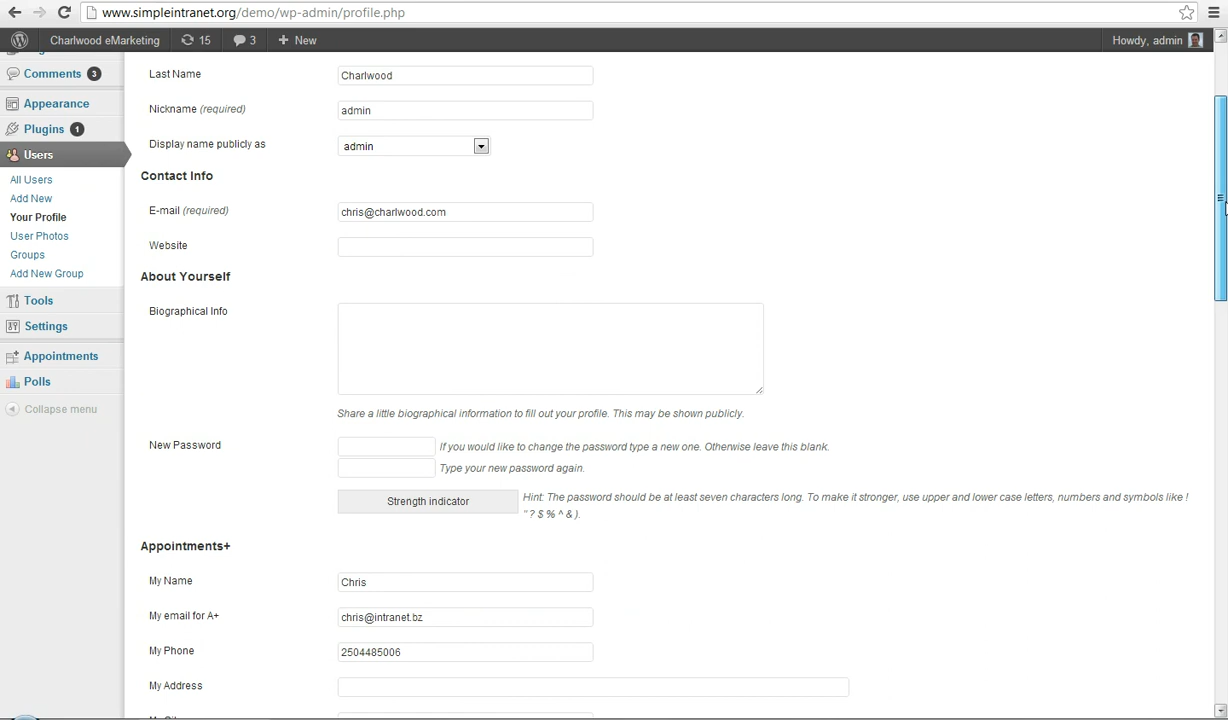 www.simpleintranet.org/demo/wp-admin/profile.php
Charlwood eMarketing 15 3 + New Howdy, admin
Comments 3
Appearance
Plugins 1
Users
All Users
Add New
Your Profile
User Photos
Groups
Add New Group
Tools
Settings
Appointments
Polls
Collapse menu
Last Name Charlwood
Nickname (required) admin
Display name publicly as admin
Contact Info
E-mail (required) chris@charlwood.com
Website
About Yourself
Biographical Info
Share a little biographical information to fill out your profile. This may be shown publicly.
New Password If you would like to change the password type a new one. Otherwise leave this blank.
Type your new password again.
Strength indicator Hint: The password should be at least seven characters long. To make it stronger, use upper and lower case letters, numbers and symbols like !
" ? $ % ^ & ).
Appointments+
My Name Chris
My email for A+ chris@intranet.bz
My Phone 2504485006
My Address